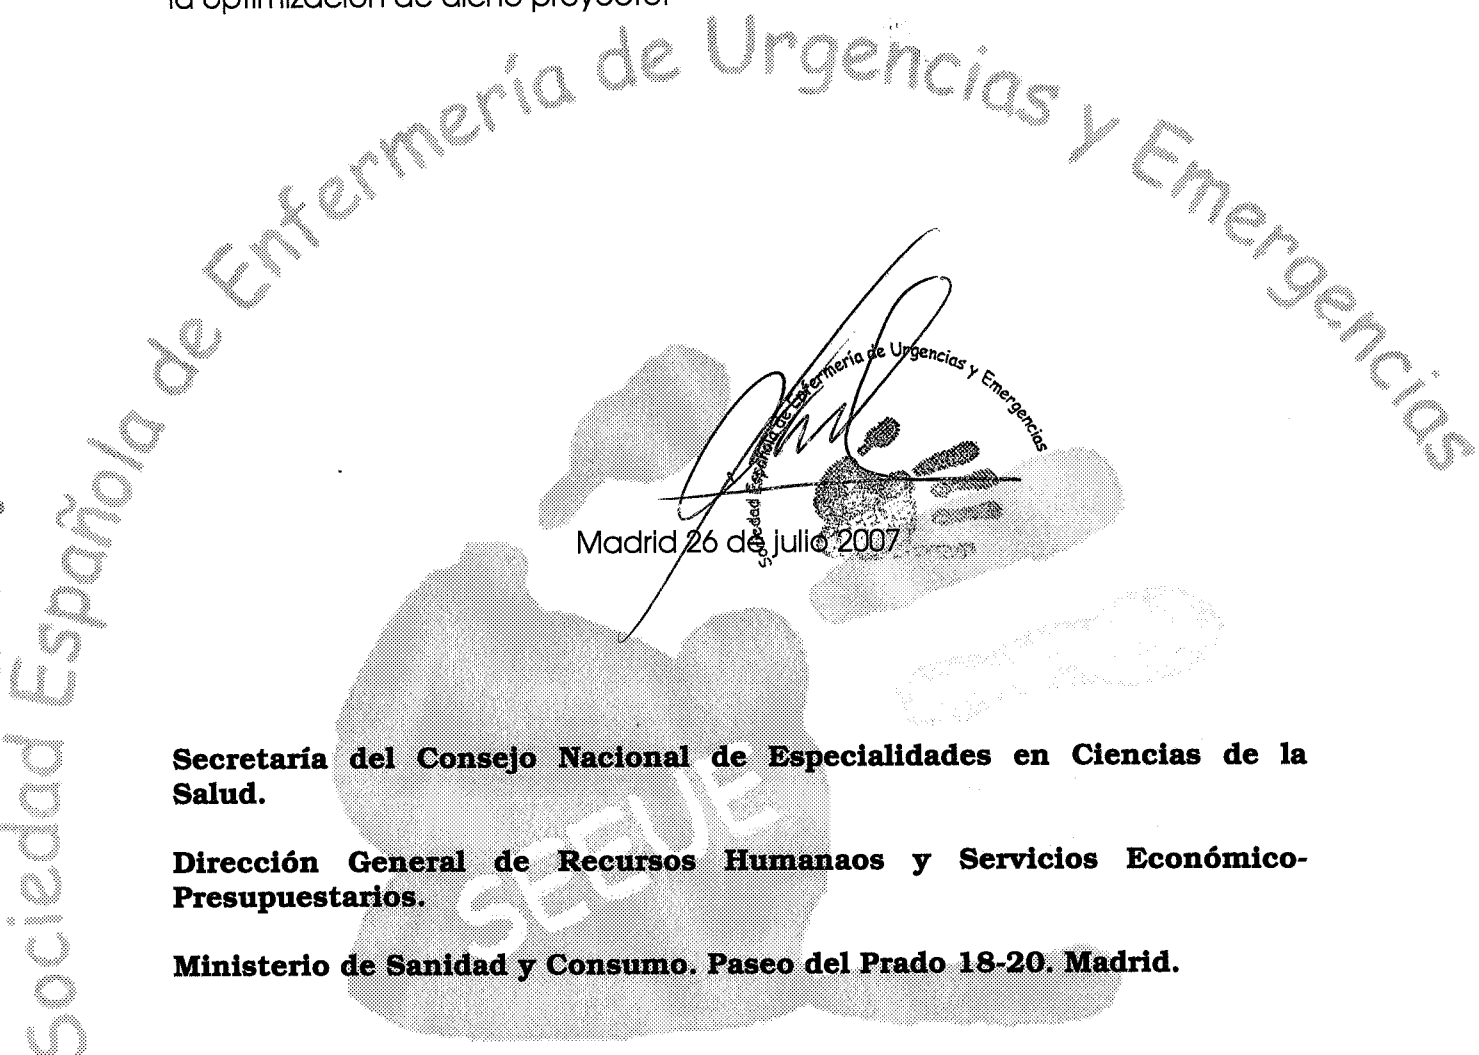 la optimización de dicho proyecto.
Sociedad Española de Enfermería de Urgencias y Emergencias
Sociedad Española de Enfermería de Urgencias y Emergencias
Madrid 26 de julio 2007
Secretaría del Consejo Nacional de Especialidades en Ciencias de la
Salud.
Dirección General de Recursos Humanaos y Servicios Económico-
Presupuestarios.
SEEUE
Ministerio de Sanidad y Consumo. Paseo del Prado 18-20. Madrid.